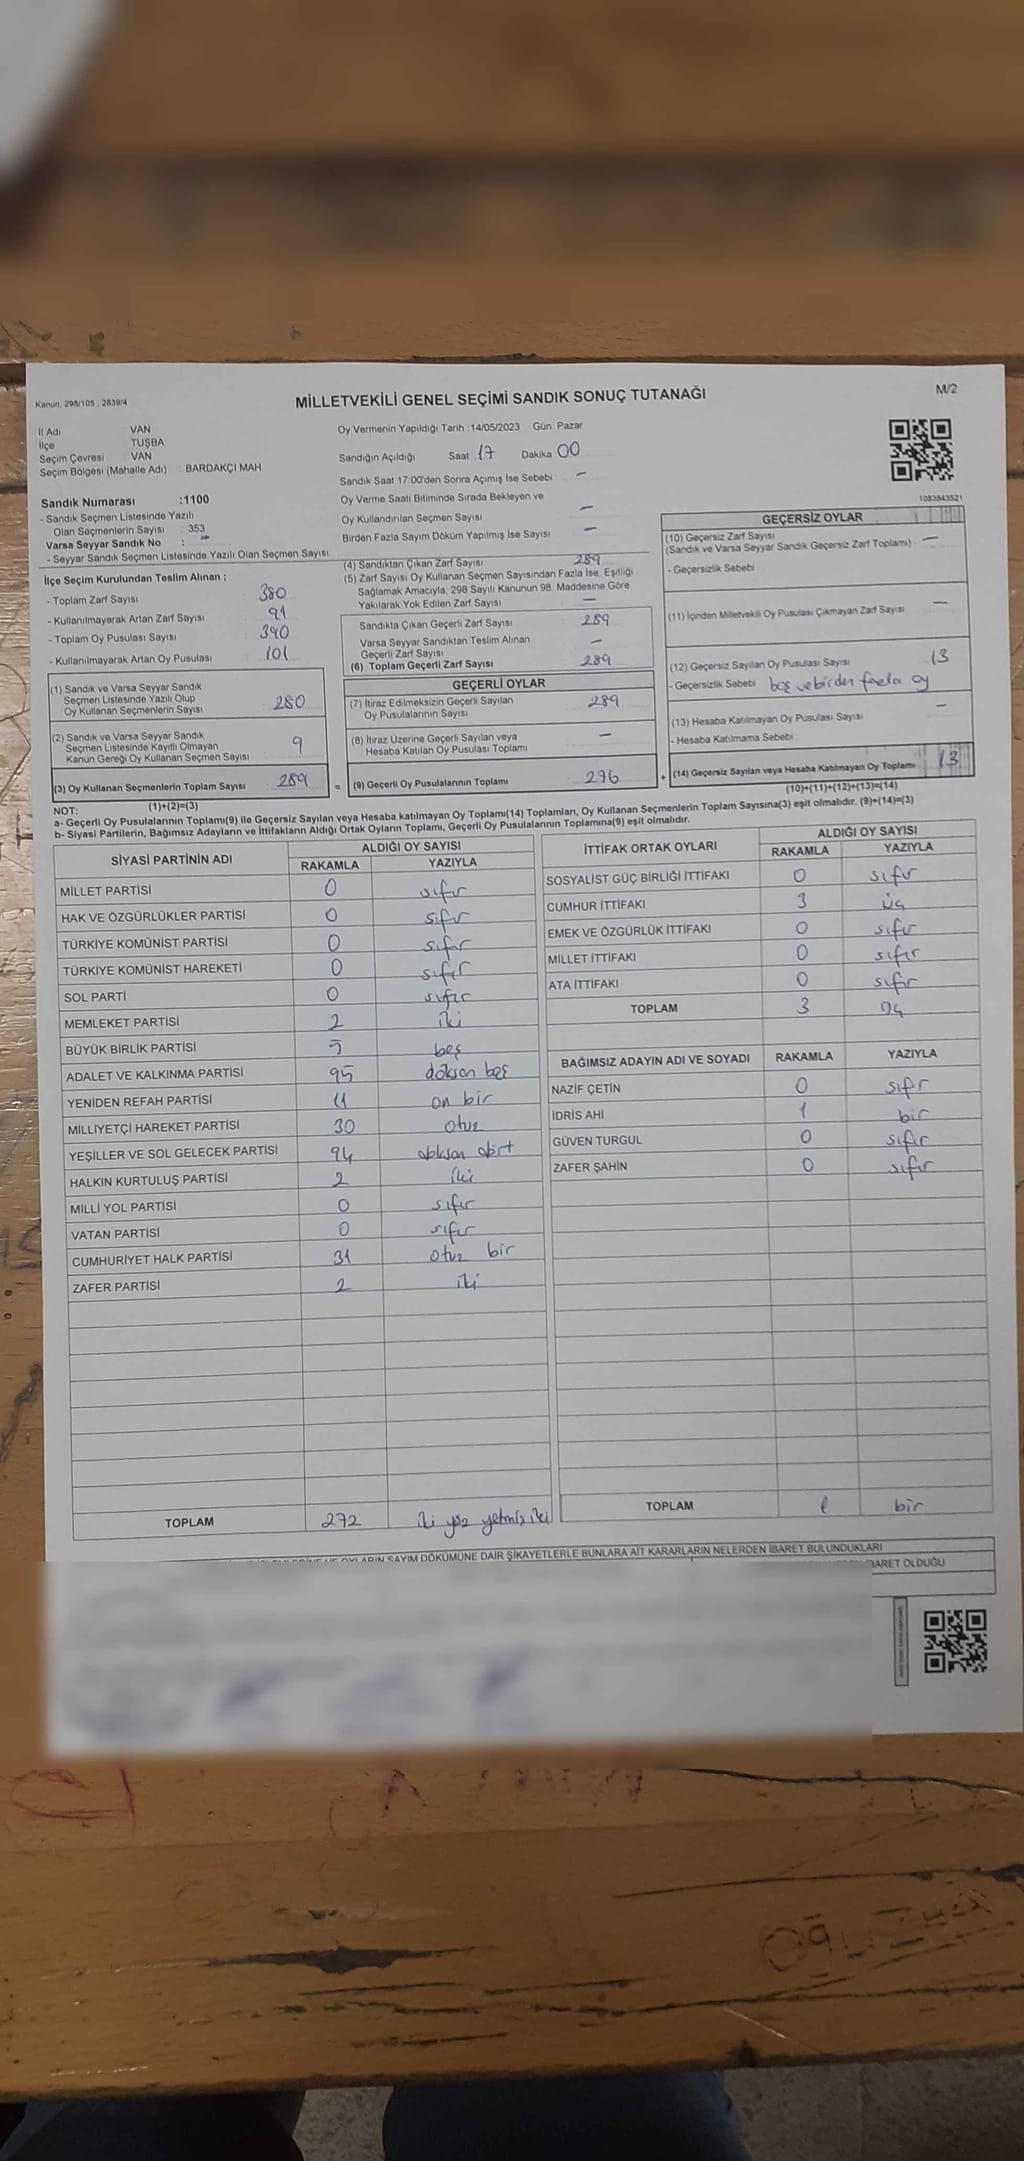 Kanun: 298/105 , 2839/4
MİLLETVEKİLİ GENEL SEÇİMİ SANDIK SONUÇ TUTANAĞI
M/2
İl Adı VAN
İlçe TUŞBA
Seçim Çevresi VAN
Seçim Bölgesi (Mahalle Adı) : BARDAKÇI MAH.
Sandık Numarası :1100
- Sandık Seçmen Listesinde Yazılı
Olan Seçmenlerin Sayısı : 353
Varsa Seyyar Sandık No : -
- Seyyar Sandık Seçmen Listesinde Yazılı Olan Seçmen Sayısı
Oy Vermenin Yapıldığı Tarih :14/05/2023 Gün: Pazar
Sandığın Açıldığı Saat 17 Dakika 00
Sandık Saat 17:00'den Sonra Açımış İse Sebebi -
Oy Verme Saati Bitiminde Sırada Bekleyen ve
Oy Kullandırılan Seçmen Sayısı -
Birden Fazla Sayım Döküm Yapılmış İse Sayısı -
1083843521
İlçe Seçim Kurulundan Teslim Alınan ;
- Toplam Zarf Sayısı 380
- Kullanılmayarak Artan Zarf Sayısı 91
- Toplam Oy Pusulası Sayısı 390
- Kullanılmayarak Artan Oy Pusulası 101
(1) Sandık ve Varsa Seyyar Sandık
Seçmen Listesinde Yazılı Olup
Oy Kullanan Seçmenlerin Sayısı 280
(2) Sandık ve Varsa Seyyar Sandık
Seçmen Listesinde Kayıtlı Olmayan
Kanun Gereği Oy Kullanan Seçmen Sayısı 9
(3) Oy Kullanan Seçmenlerin Toplam Sayısı 289
(1)+(2)=(3)
(4) Sandıktan Çıkan Zarf Sayısı 289
(5) Zarf Sayısı Oy Kullanan Seçmen Sayısından Fazla İse, Eşitliği
Sağlamak Amacıyla, 298 Sayılı Kanunun 98. Maddesine Göre
Yakılarak Yok Edilen Zarf Sayısı -
Sandıkta Çıkan Geçerli Zarf Sayısı 289
Varsa Seyyar Sandıktan Teslim Alınan
Geçerli Zarf Sayısı -
(6) Toplam Geçerli Zarf Sayısı 289
GEÇERLİ OYLAR
(7) İtiraz Edilmeksizin Geçerli Sayılan
Oy Pusulalarının Sayısı 289
(8) İtiraz Üzerine Geçerli Sayılan veya
Hesaba Katılan Oy Pusulası Toplamı -
= (9) Geçerli Oy Pusulalarının Toplamı 276
GEÇERSİZ OYLAR
(10) Geçersiz Zarf Sayısı -
(Sandık ve Varsa Seyyar Sandık Geçersiz Zarf Toplamı)
- Geçersizlik Sebebi
(11) İçinden Milletvekili Oy Pusulası Çıkmayan Zarf Sayısı -
(12) Geçersiz Sayılan Oy Pusulası Sayısı 13
- Geçersizlik Sebebi boş ve birden fazla oy
(13) Hesaba Katılmayan Oy Pusulası Sayısı -
- Hesaba Katılmama Sebebi
+ (14) Geçersiz Sayılan veya Hesaba Katılmayan Oy Toplamı 13
(10)+(11)+(12)+(13)=(14)
NOT:
a- Geçerli Oy Pusulalarının Toplamı(9) ile Geçersiz Sayılan veya Hesaba katılmayan Oy Toplamı(14) Toplamları, Oy Kullanan Seçmenlerin Toplam Sayısına(3) eşit olmalıdır. (9)+(14)=(3)
b- Siyasi Partilerin, Bağımsız Adayların ve İttifakların Aldığı Ortak Oyların Toplamı, Geçerli Oy Pusulalarının Toplamına(9) eşit olmalıdır.
SİYASİ PARTİNİN ADI ALDIĞI OY SAYISI
RAKAMLA YAZIYLA
MİLLET PARTİSİ 0 sıfır
HAK VE ÖZGÜRLÜKLER PARTİSİ 0 sıfır
TÜRKİYE KOMÜNİST PARTİSİ 0 sıfır
TÜRKİYE KOMÜNİST HAREKETİ 0 sıfır
SOL PARTİ 0 sıfır
MEMLEKET PARTİSİ 2 iki
BÜYÜK BİRLİK PARTİSİ 5 beş
ADALET VE KALKINMA PARTİSİ 95 doksan beş
YENİDEN REFAH PARTİSİ 11 on bir
MİLLİYETÇİ HAREKET PARTİSİ 30 otuz
YEŞİLLER VE SOL GELECEK PARTİSİ 94 doksan dört
HALKIN KURTULUŞ PARTİSİ 2 iki
MİLLİ YOL PARTİSİ 0 sıfır
VATAN PARTİSİ 0 sıfır
CUMHURİYET HALK PARTİSİ 31 otuz bir
ZAFER PARTİSİ 2 iki
TOPLAM 272 iki yüz yetmiş iki
İTTİFAK ORTAK OYLARI ALDIĞI OY SAYISI
RAKAMLA YAZIYLA
SOSYALİST GÜÇ BİRLİĞİ İTTİFAKI 0 sıfır
CUMHUR İTTİFAKI 3 üç
EMEK VE ÖZGÜRLÜK İTTİFAKI 0 sıfır
MİLLET İTTİFAKI 0 sıfır
ATA İTTİFAKI 0 sıfır
TOPLAM 3 üç
BAĞIMSIZ ADAYIN ADI VE SOYADI RAKAMLA YAZIYLA
NAZİF ÇETİN 0 sıfır
İDRİS AHİ 1 bir
GÜVEN TURGUL 0 sıfır
ZAFER ŞAHİN 0 sıfır
TOPLAM 1 bir
OYLARIN SAYIM DÖKÜMÜNE DAİR ŞİKAYETLERLE BUNLARA AİT KARARLARIN NELERDEN İBARET BULUNDUKLARI
İBARET OLDUĞU